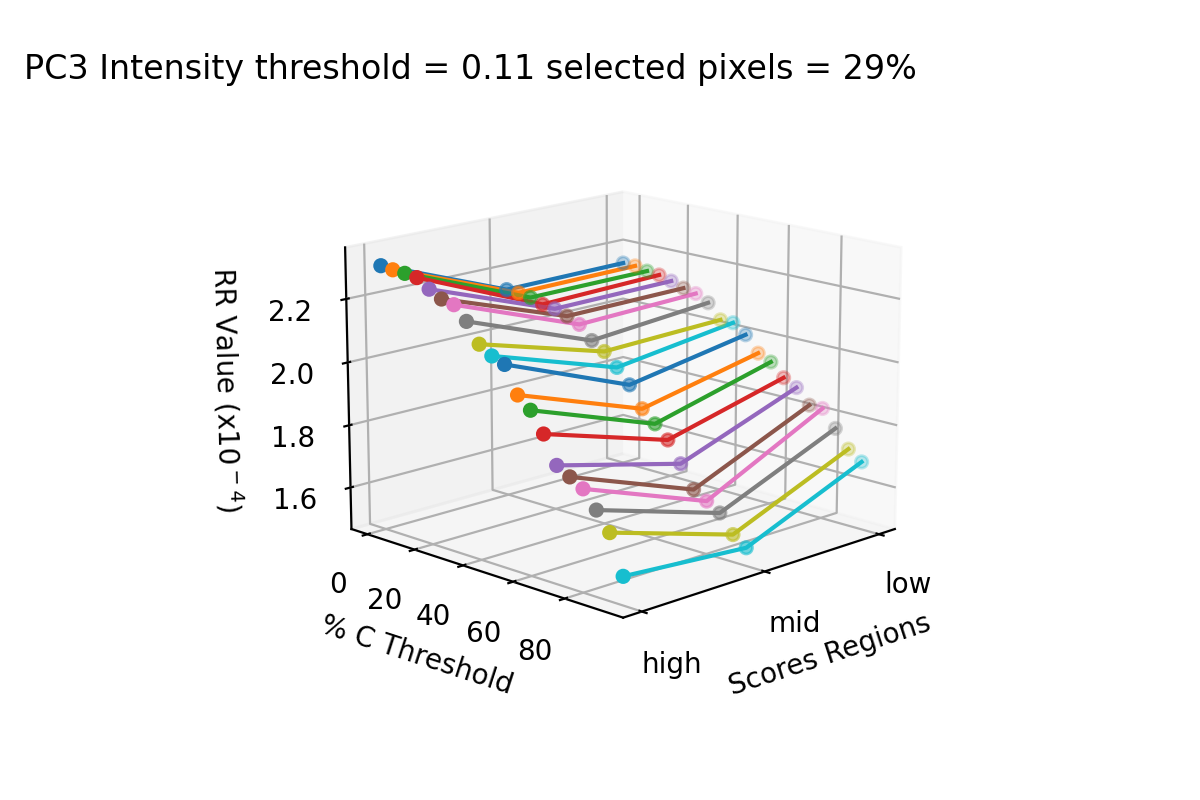 PC3 Intensity threshold = 0.11 selected pixels = 29%
RR Value (x10⁻⁴)
2.2
2.0
1.8
1.6
0
20
40
60
80
% C Threshold
high
mid
low
Scores Regions